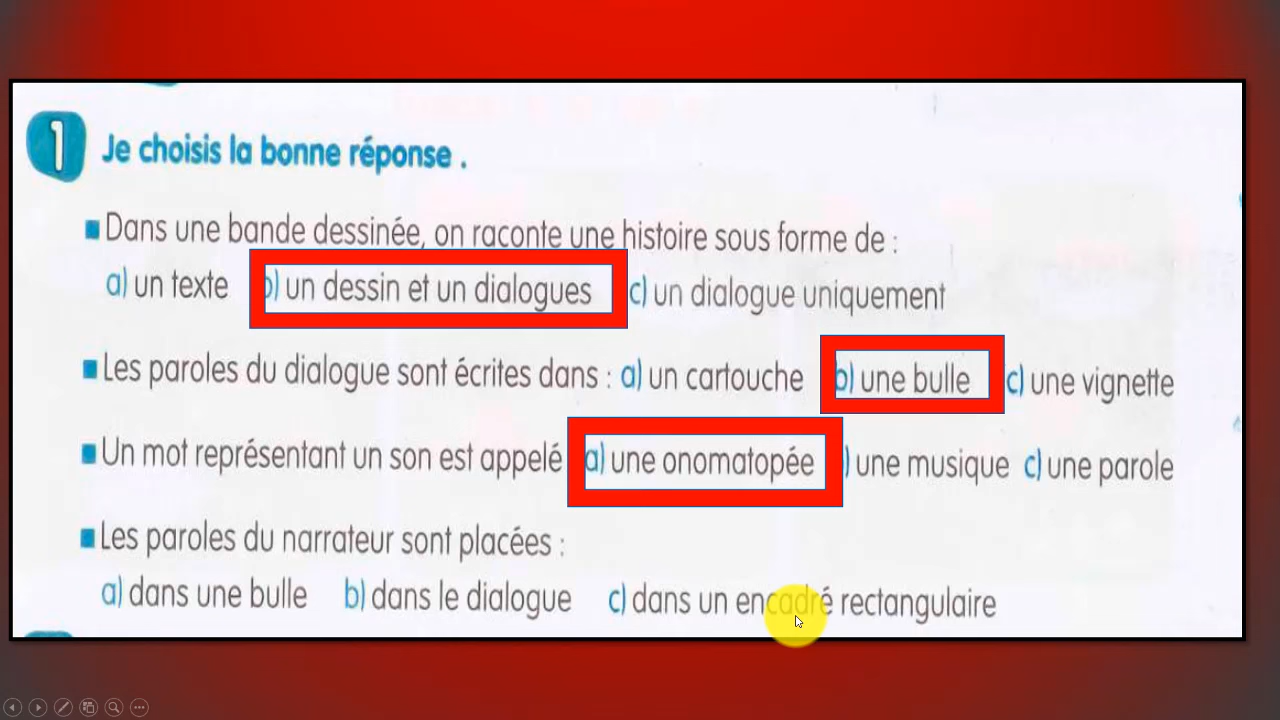 1 Je choisis la bonne réponse .
Dans une bande dessinée, on raconte une histoire sous forme de :
a) un texte b) un dessin et un dialogues c) un dialogue uniquement
Les paroles du dialogue sont écrites dans : a) un cartouche b) une bulle c) une vignette
Un mot représentant un son est appelé a) une onomatopée ) une musique c) une parole
Les paroles du narrateur sont placées :
a) dans une bulle b) dans le dialogue c) dans un encadré rectangulaire